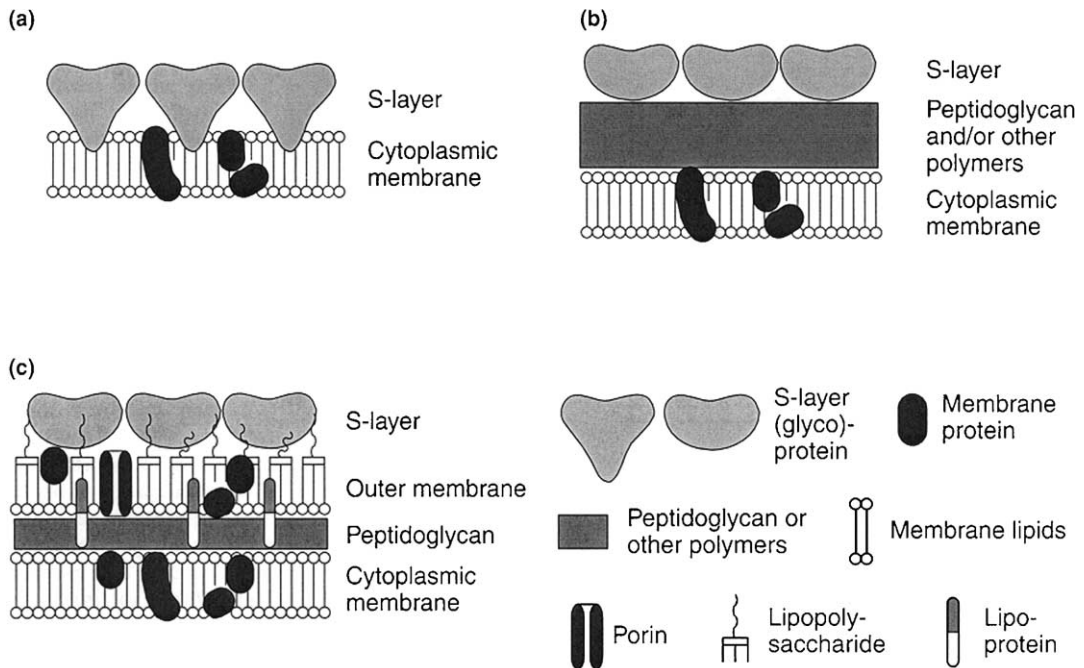 (a)
S-layer
Cytoplasmic
membrane
(b)
S-layer
Peptidoglycan
and/or other
polymers
Cytoplasmic
membrane
(c)
S-layer
Outer membrane
Peptidoglycan
Cytoplasmic
membrane
S-layer
(glyco)-
protein
Membrane
protein
Peptidoglycan or
other polymers
Membrane lipids
Porin
Lipopoly-
saccharide
Lipo-
protein